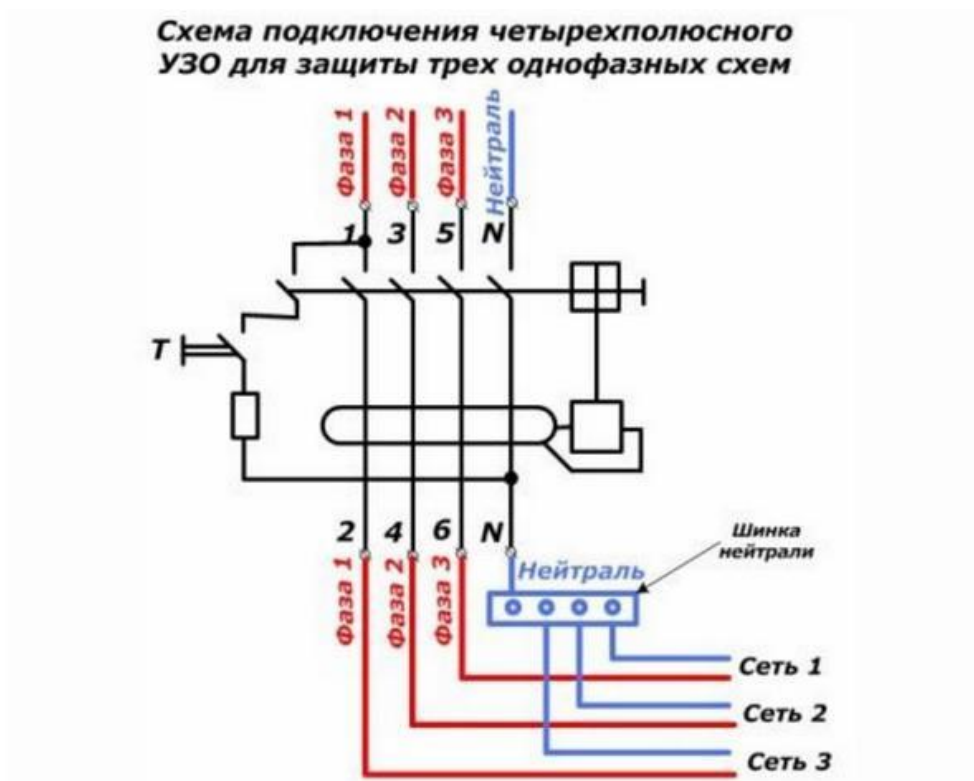 Схема подключения четырехполюсного
УЗО для защиты трех однофазных схем
Фаза 1
Фаза 2
Фаза 3
Нейтраль
1 3 5 N
T
2 4 6 N
Фаза 1
Фаза 2
Фаза 3
Нейтраль
Шинка
нейтрали
Сеть 1
Сеть 2
Сеть 3